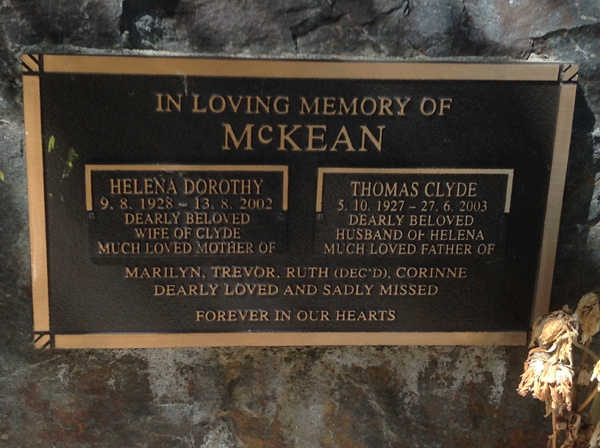 IN LOVING MEMORY OF
McKEAN
HELENA DOROTHY
9. 8. 1928 – 13. 8. 2002
DEARLY BELOVED
WIFE OF CLYDE
MUCH LOVED MOTHER OF
THOMAS CLYDE
5. 10. 1927 – 27. 6. 2003
DEARLY BELOVED
HUSBAND OF HELENA
MUCH LOVED FATHER OF
MARILYN, TREVOR, RUTH (DEC'D), CORINNE
DEARLY LOVED AND SADLY MISSED
FOREVER IN OUR HEARTS